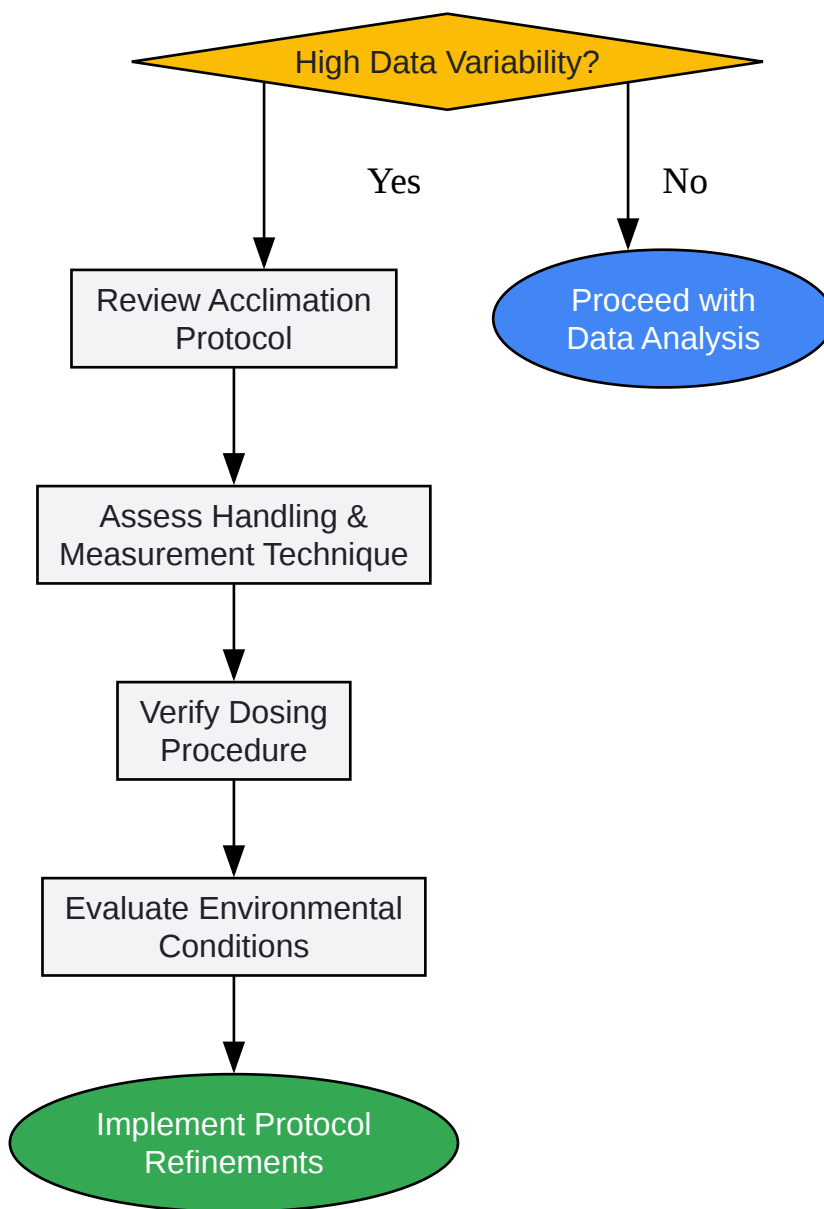 High Data Variability?
Yes
No
Review Acclimation
Protocol
Proceed with
Data Analysis
Assess Handling &
Measurement Technique
Verify Dosing
Procedure
Evaluate Environmental
Conditions
Implement Protocol
Refinements